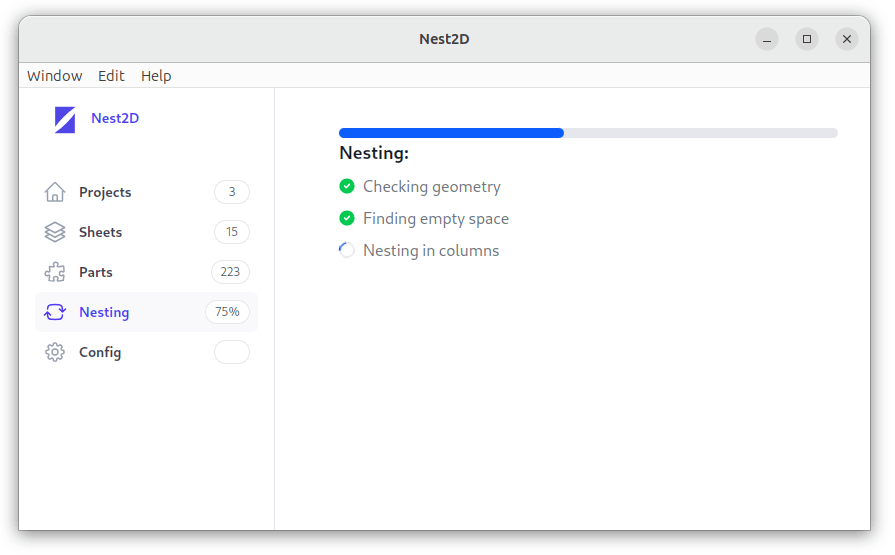 Nest2D
Window Edit Help
Nest2D
Projects 3
Sheets 15
Parts 223
Nesting 75%
Config
Nesting:
Checking geometry
Finding empty space
Nesting in columns